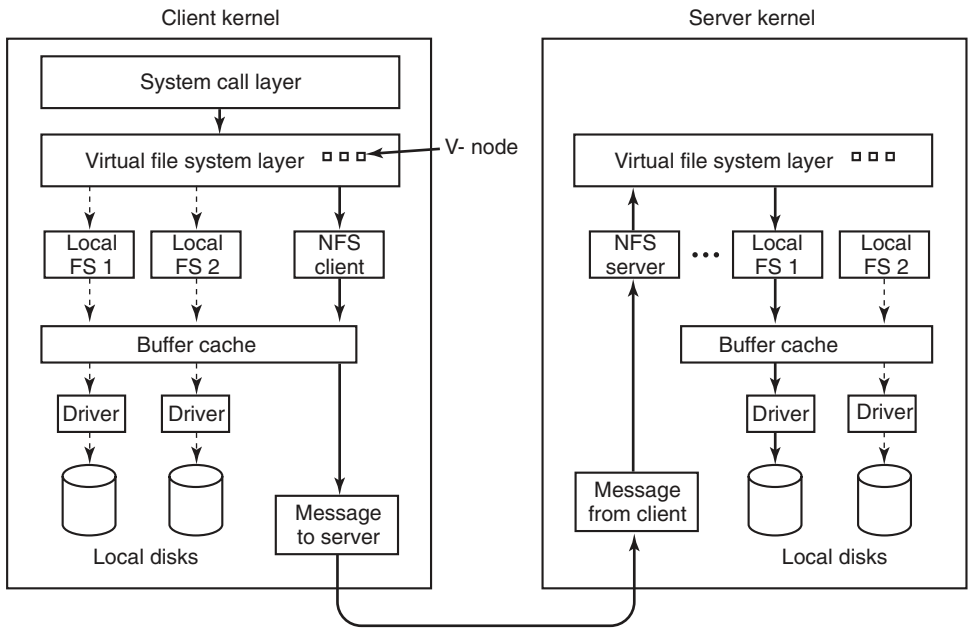 Client kernel
Server kernel
System call layer
Virtual file system layer
V- node
Virtual file system layer
Local
FS 1
Local
FS 2
NFS
client
NFS
server
Local
FS 1
Local
FS 2
Buffer cache
Buffer cache
Driver
Driver
Driver
Driver
Message
to server
Message
from client
Local disks
Local disks